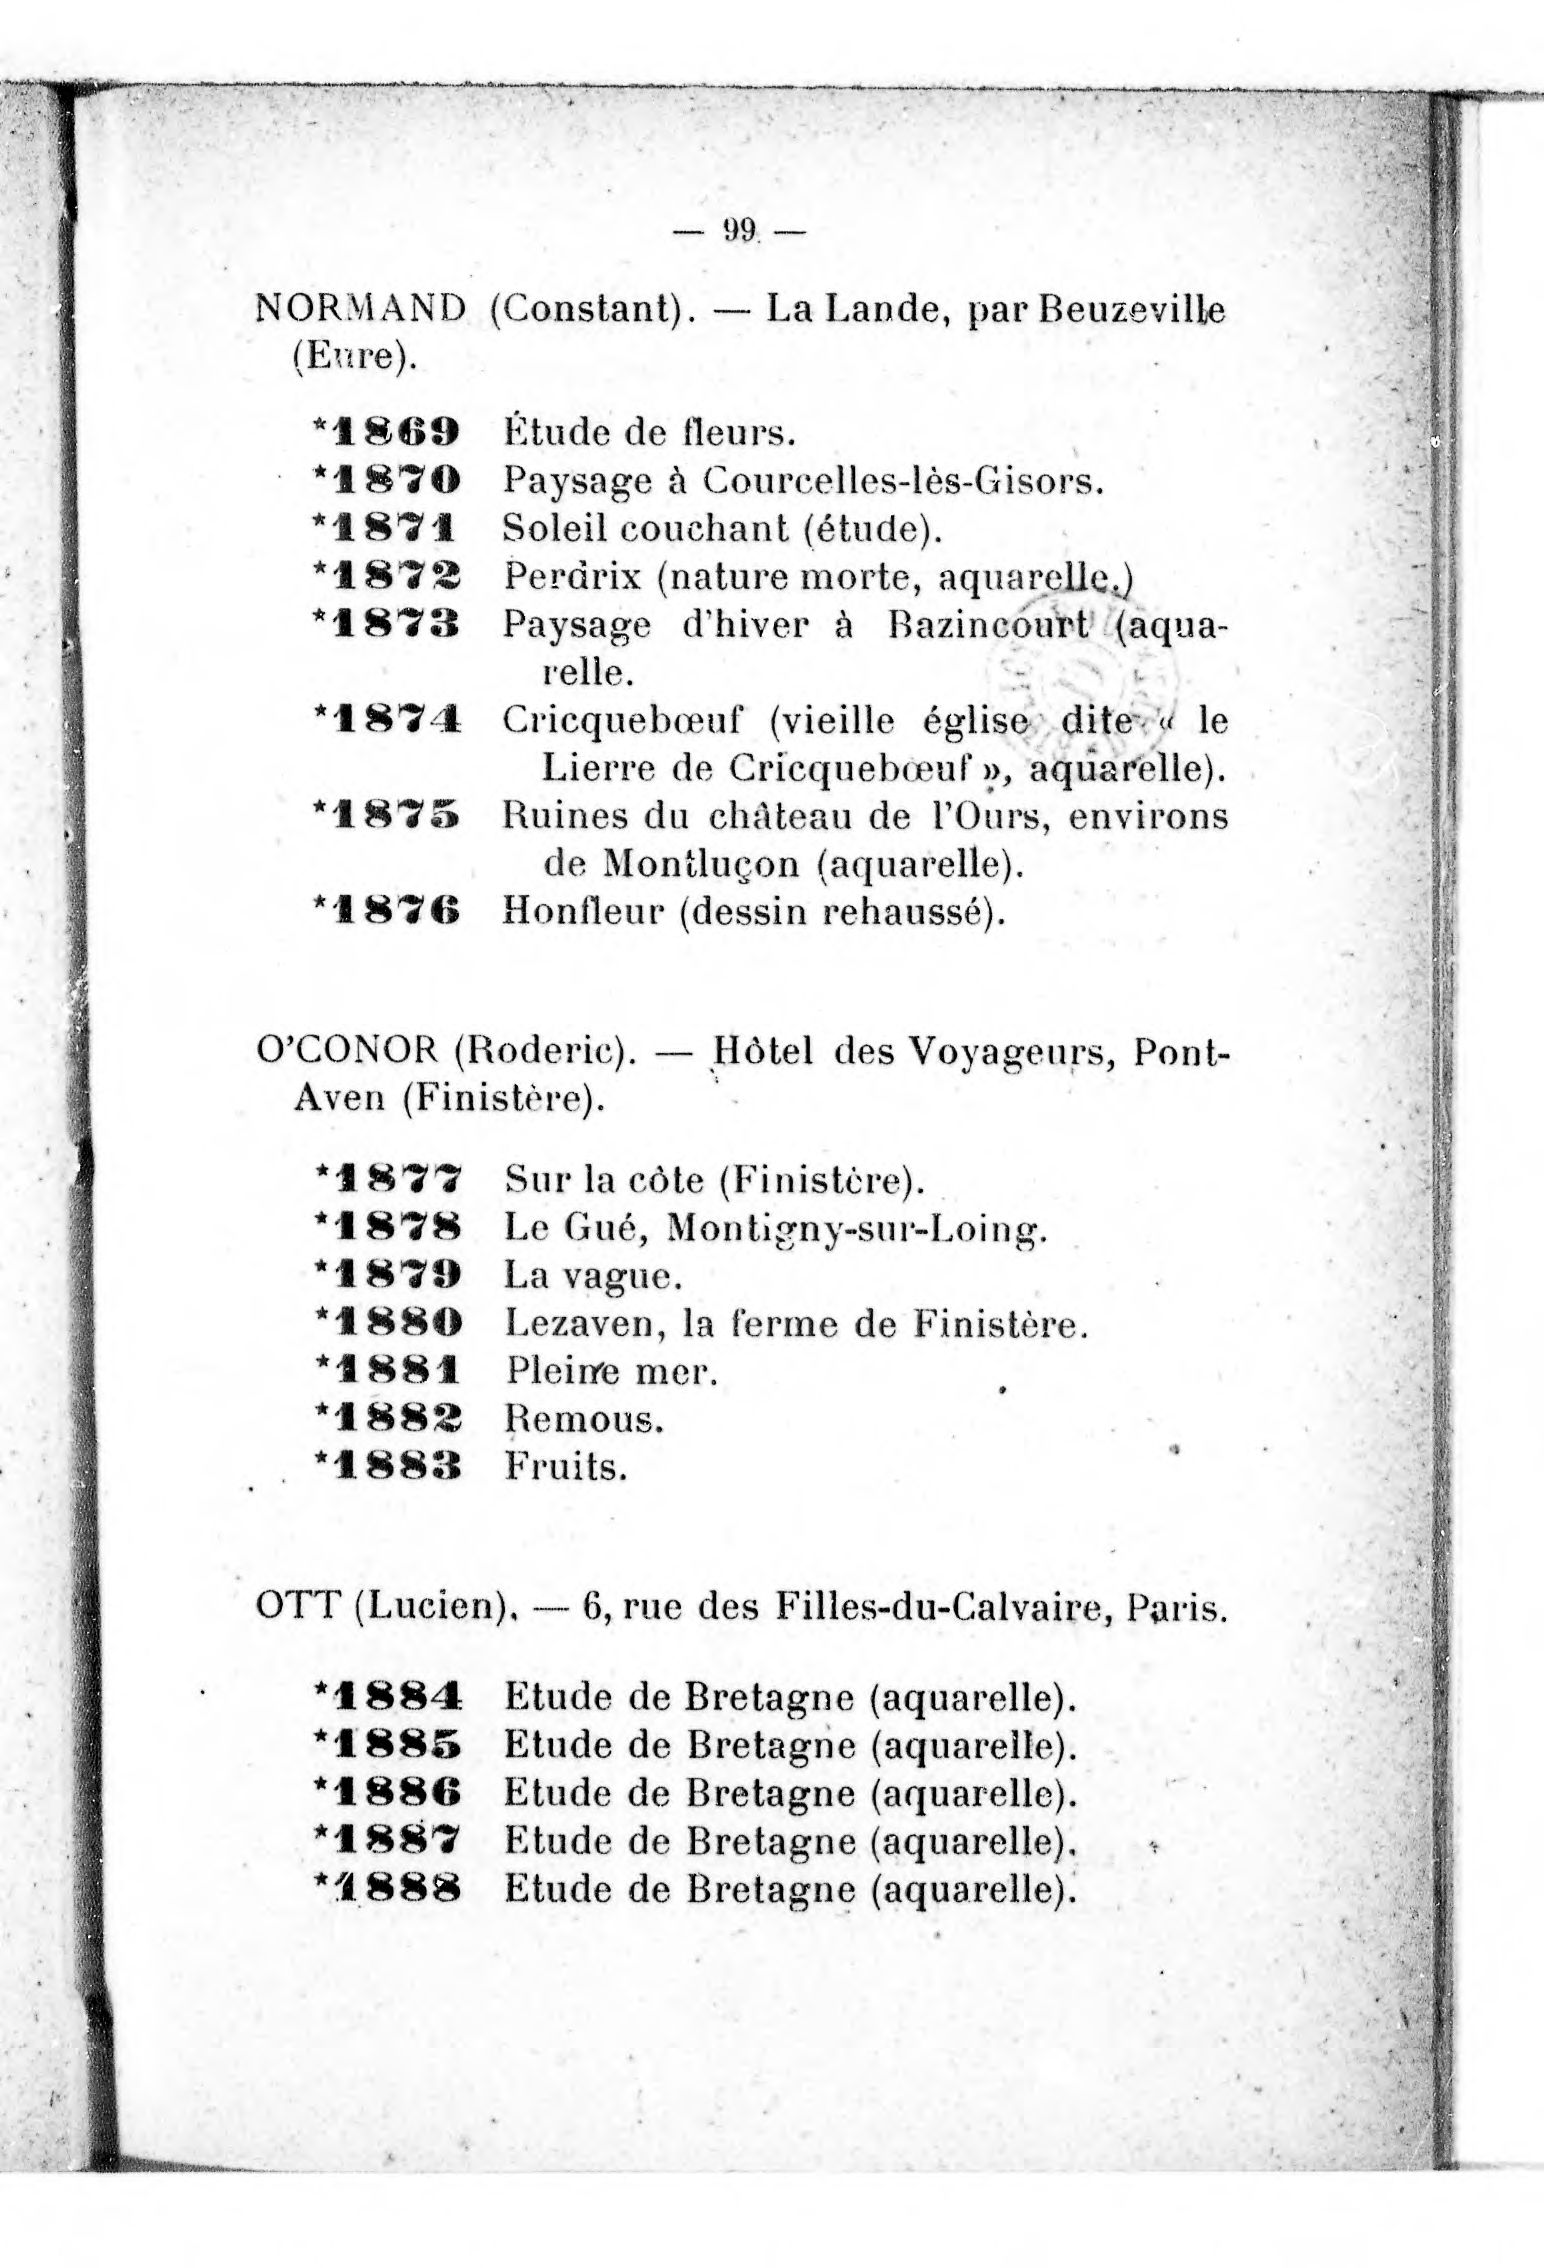 — 99 —
NORMAND (Constant). — La Lande, par Beuzeville
(Eure).
*1869 Étude de fleurs.
*1870 Paysage à Courcelles-lès-Gisors.
*1871 Soleil couchant (étude).
*1872 Perdrix (nature morte, aquarelle.)
*1873 Paysage d'hiver à Bazincourt (aqua-
relle.
*1874 Cricquebœuf (vieille église dite « le
Lierre de Cricquebœuf », aquarelle).
*1875 Ruines du château de l'Ours, environs
de Montluçon (aquarelle).
*1876 Honfleur (dessin rehaussé).
O'CONOR (Roderic). — Hôtel des Voyageurs, Pont-
Aven (Finistère).
*1877 Sur la côte (Finistère).
*1878 Le Gué, Montigny-sur-Loing.
*1879 La vague.
*1880 Lezaven, la ferme de Finistère.
*1881 Pleine mer.
*1882 Remous.
*1883 Fruits.
OTT (Lucien). — 6, rue des Filles-du-Calvaire, Paris.
*1884 Etude de Bretagne (aquarelle).
*1885 Etude de Bretagne (aquarelle).
*1886 Etude de Bretagne (aquarelle).
*1887 Etude de Bretagne (aquarelle).
*1888 Etude de Bretagne (aquarelle).